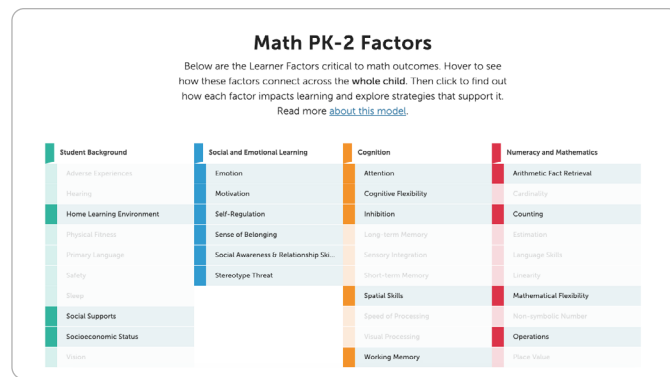 Math PK-2 Factors
Below are the Learner Factors critical to math outcomes. Hover to see
how these factors connect across the whole child. Then click to find out
how each factor impacts learning and explore strategies that support it.
Read more about this model.
Student Background
Adverse Experiences
Hearing
Home Learning Environment
Physical Fitness
Primary Language
Safety
Sleep
Social Supports
Socioeconomic Status
Vision
Social and Emotional Learning
Emotion
Motivation
Self-Regulation
Sense of Belonging
Social Awareness & Relationship Ski...
Stereotype Threat
Cognition
Attention
Cognitive Flexibility
Inhibition
Long-term Memory
Sensory Integration
Short-term Memory
Spatial Skills
Speed of Processing
Visual Processing
Working Memory
Numeracy and Mathematics
Arithmetic Fact Retrieval
Cardinality
Counting
Estimation
Language Skills
Linearity
Mathematical Flexibility
Non-symbolic Number
Operations
Place Value